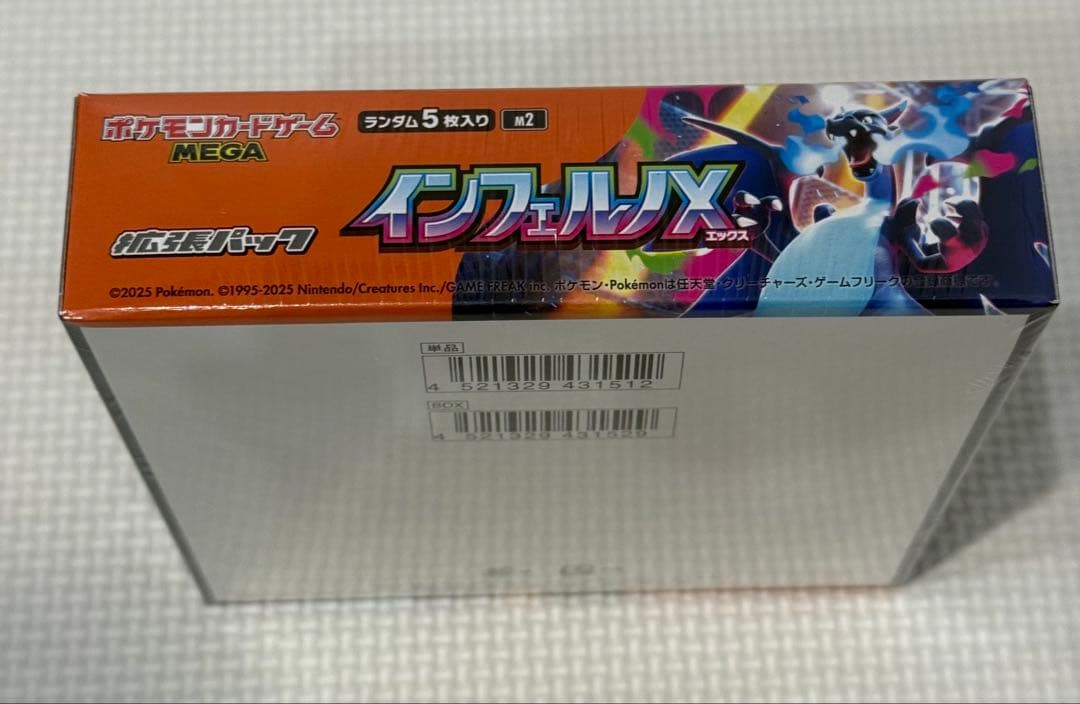 ポケモンカードゲーム
MEGA
ランダム5枚入り M2
インフェルノX
エックス
拡張パック
©2025 Pokémon. ©1995-2025 Nintendo/Creatures Inc./GAME FREAK inc. ポケモン・Pokémonは任天堂・クリーチャーズ・ゲームフリークの登録商標です。
単品
4 521329 431512
BOX
4 521329 431529